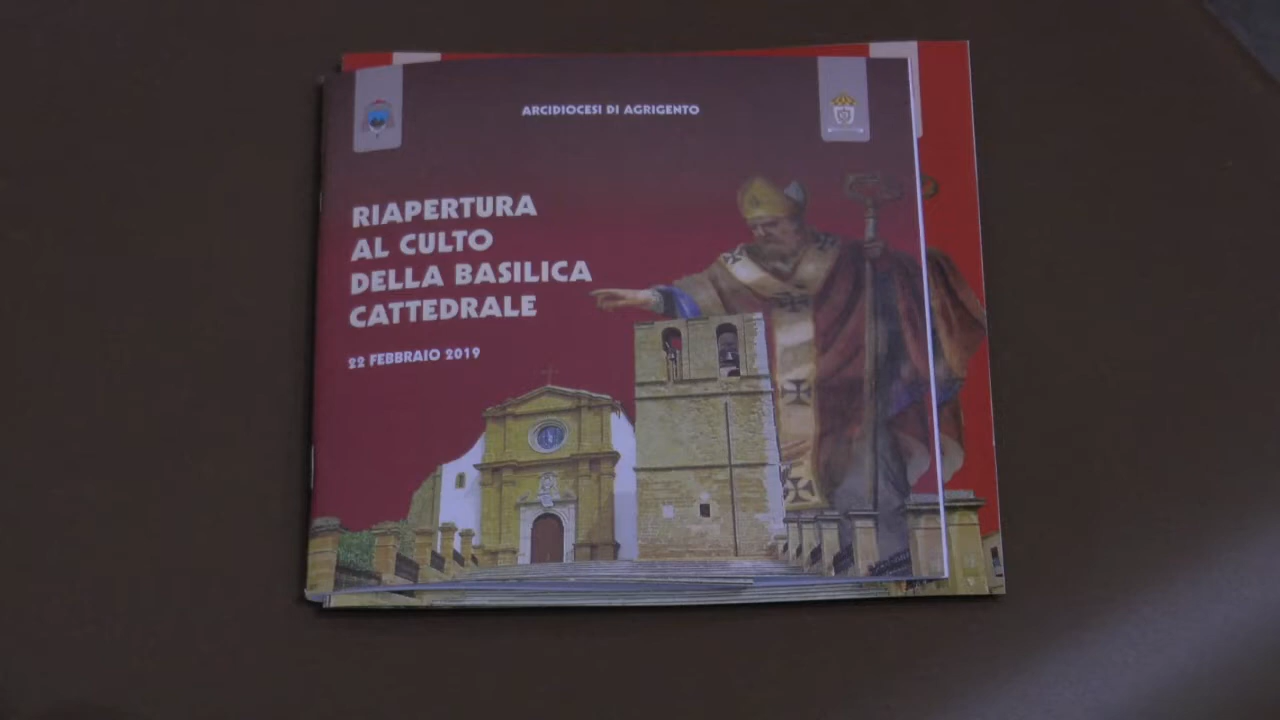 ARCIDIOCESI DI AGRIGENTO
RIAPERTURA
AL CULTO
DELLA BASILICA
CATTEDRALE
22 FEBBRAIO 2019